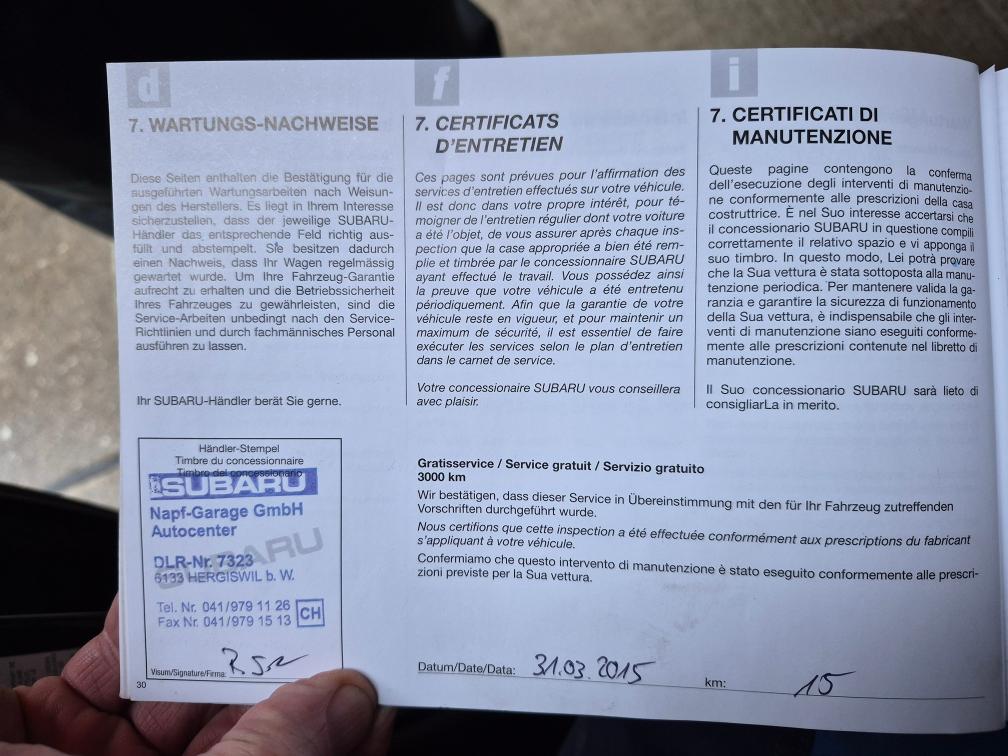 d
7. WARTUNGS-NACHWEISE
Diese Seiten enthalten die Bestätigung für die
ausgeführten Wartungsarbeiten nach Weisun-
gen des Herstellers. Es liegt in Ihrem Interesse
sicherzustellen, dass der jeweilige SUBARU-
Händler das entsprechende Feld richtig aus-
füllt und abstempelt. Sie besitzen dadurch
einen Nachweis, dass Ihr Wagen regelmässig
gewartet wurde. Um Ihre Fahrzeug-Garantie
aufrecht zu erhalten und die Betriebssicherheit
Ihres Fahrzeuges zu gewährleisten, sind die
Service-Arbeiten unbedingt nach den Service-
Richtlinien und durch fachmännisches Personal
ausführen zu lassen.
Ihr SUBARU-Händler berät Sie gerne.
f
7. CERTIFICATS
D'ENTRETIEN
Ces pages sont prévues pour l'affirmation des
services d'entretien effectués sur votre véhicule.
Il est donc dans votre propre intérêt, pour té-
moigner de l'entretien régulier dont votre voiture
a été l'objet, de vous assurer après chaque ins-
pection que la case appropriée a bien été rem-
plie et timbrée par le concessionnaire SUBARU
ayant effectué le travail. Vous possédez ainsi
la preuve que votre véhicule a été entretenu
périodiquement. Afin que la garantie de votre
véhicule reste en vigueur, et pour maintenir un
maximum de sécurité, il est essentiel de faire
exécuter les services selon le plan d'entretien
dans le carnet de service.
Votre concessionaire SUBARU vous conseillera
avec plaisir.
i
7. CERTIFICATI DI
MANUTENZIONE
Queste pagine contengono la conferma
dell'esecuzione degli interventi di manutenzio-
ne conformemente alle prescrizioni della casa
costruttrice. È nel Suo interesse accertarsi che
il concessionario SUBARU in questione compili
correttamente il relativo spazio e vi apponga il
suo timbro. In questo modo, Lei potrà provare
che la Sua vettura è stata sottoposta alla manu-
tenzione periodica. Per mantenere valida la ga-
ranzia e garantire la sicurezza di funzionamento
della Sua vettura, è indispensabile che gli inter-
venti di manutenzione siano eseguiti conforme-
mente alle prescrizioni contenute nel libretto di
manutenzione.
Il Suo concessionario SUBARU sarà lieto di
consigliarLa in merito.
Händler-Stempel
Timbre du concessionnaire
Timbro del concessionario
SUBARU
Napf-Garage GmbH
Autocenter
SUBARU
DLR-Nr. 7323
6133 HERGISWIL b. W.
Tel. Nr. 041/979 11 26
Fax Nr. 041/979 15 13 CH
Visum/Signature/Firma:
30
Gratisservice / Service gratuit / Servizio gratuito
3000 km
Wir bestätigen, dass dieser Service in Übereinstimmung mit den für Ihr Fahrzeug zutreffenden
Vorschriften durchgeführt wurde.
Nous certifions que cette inspection a été effectuée conformément aux prescriptions du fabricant
s'appliquant à votre véhicule.
Confermiamo che questo intervento di manutenzione è stato eseguito conformemente alle prescri-
zioni previste per la Sua vettura.
Datum/Date/Data: 31.03.2015 km: 15